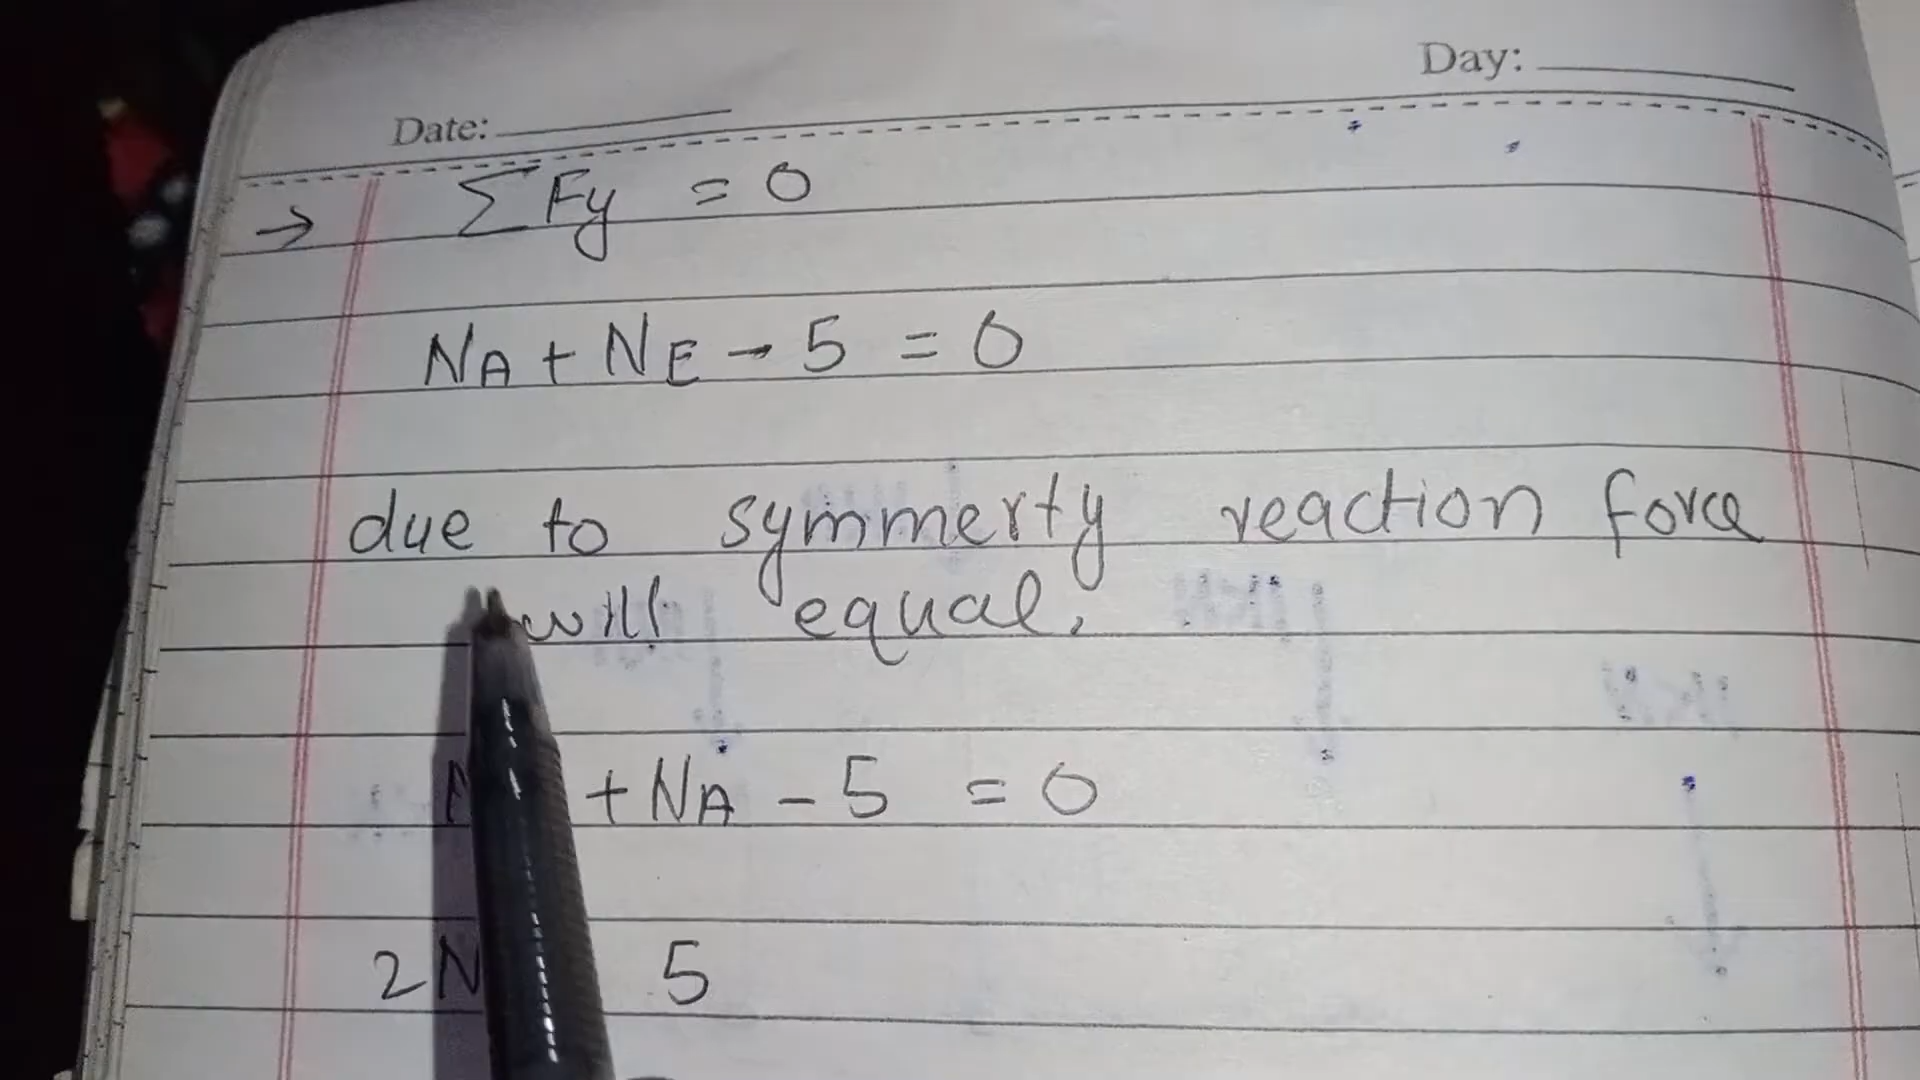 Date: Day:
→ ΣFy = 0
NA + NE - 5 = 0
due to symmerty reaction force
will equal.
+ NA - 5 = 0
2N 5